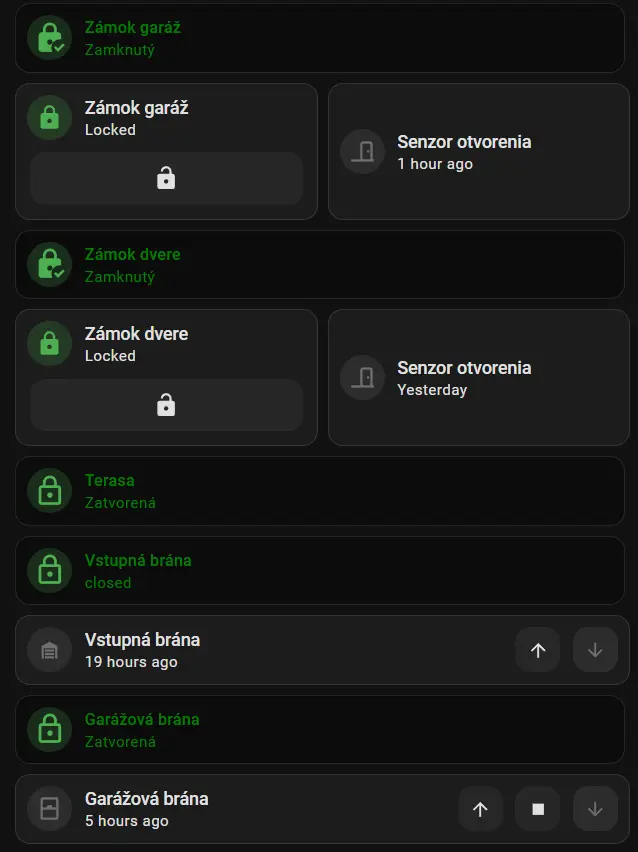 Zámok garáž
Zamknutý
Zámok garáž
Locked
Senzor otvorenia
1 hour ago
Zámok dvere
Zamknutý
Zámok dvere
Locked
Senzor otvorenia
Yesterday
Terasa
Zatvorená
Vstupná brána
closed
Vstupná brána
19 hours ago
Garážová brána
Zatvorená
Garážová brána
5 hours ago